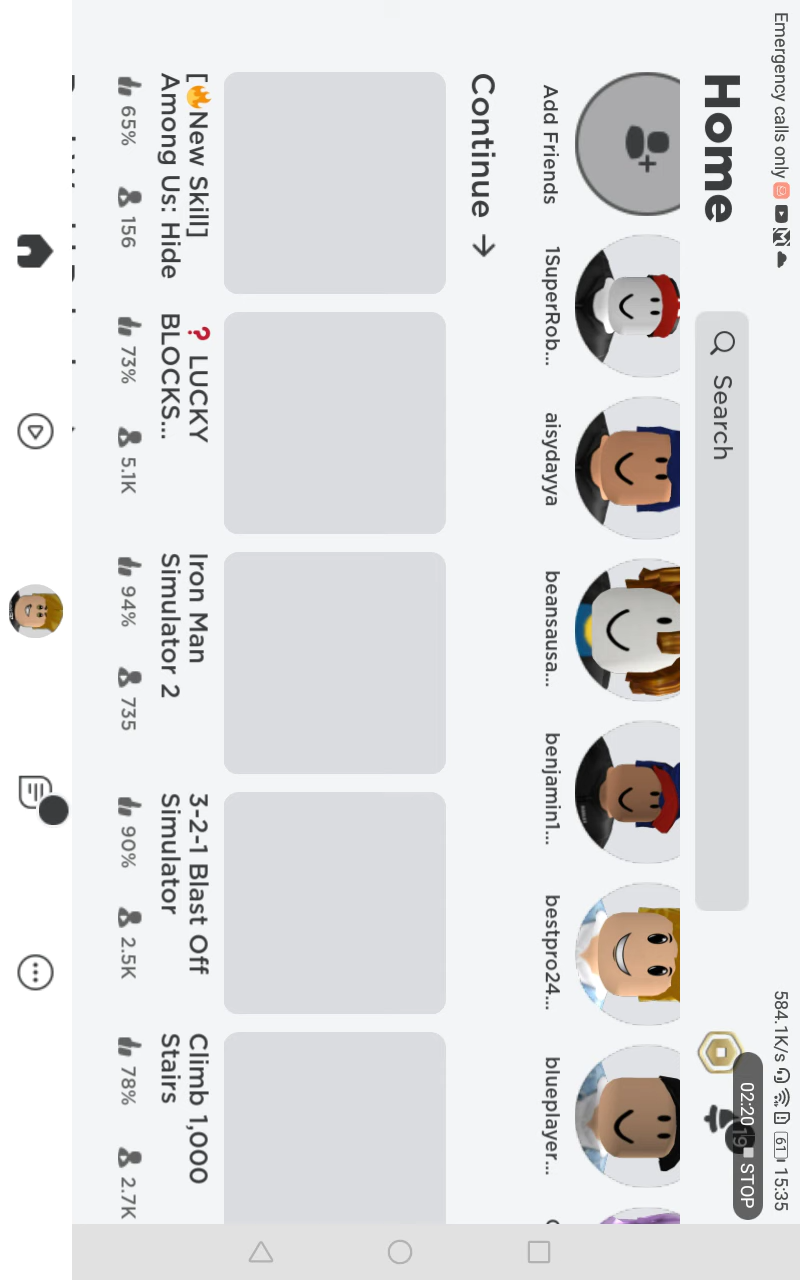 Emergency calls only
584.1K/s 61 15:35
Home
Search
02:20 STOP
19
Add Friends
1SuperRob...
aisydayya
beansausa...
benjamin1...
bestpro24...
blueplayer...
Continue →
[🔥New Skill]
Among Us: Hide
65% 156
❓ LUCKY
BLOCKS...
73% 5.1K
Iron Man
Simulator 2
94% 735
3-2-1 Blast Off
Simulator
90% 2.5K
Climb 1,000
Stairs
78% 2.7K